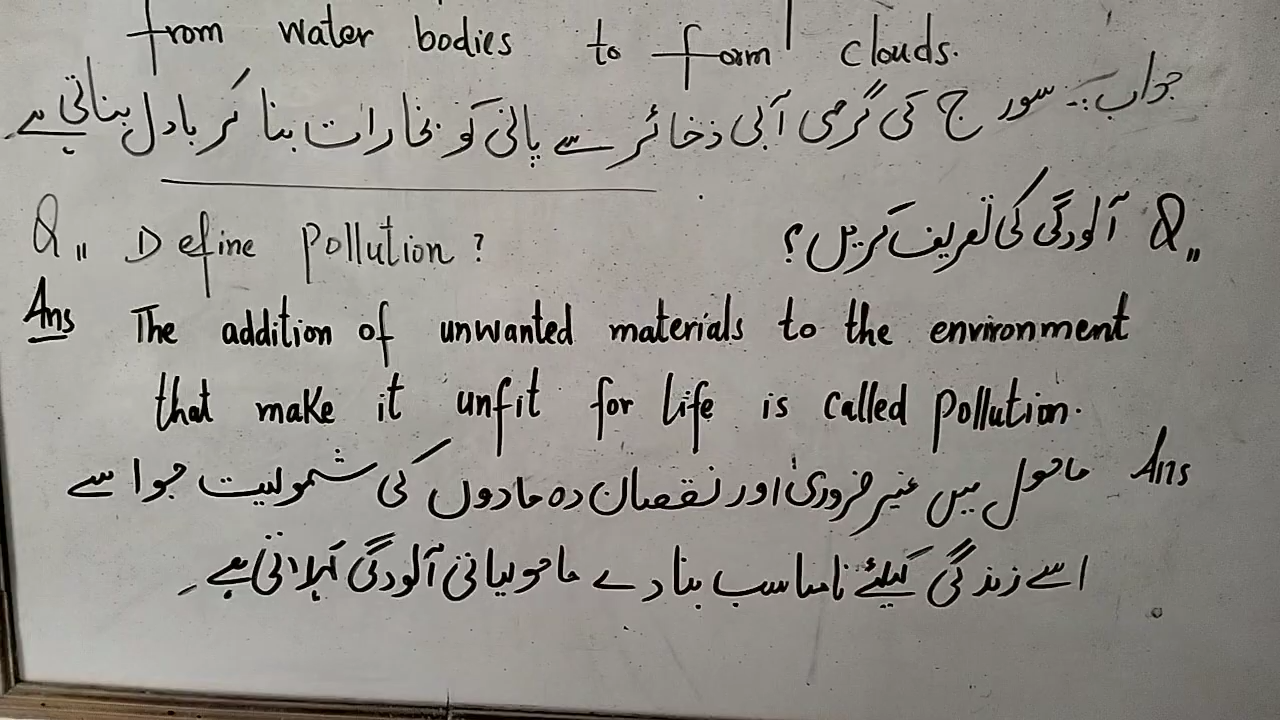 from water bodies to form clouds.
جواب:۔ سورج کی گرمی آبی ذخائر سے پانی کو بخارات بنا کر بادل بناتی ہے
Q,, Define pollution?
Q,, آلودگی کی تعریف کریں؟
Ans The addition of unwanted materials to the environment
that make it unfit for life is called pollution.
Ans ماحول میں غیر ضروری اور نقصان دہ مادوں کی شمولیت جو اسے
اسے زندگی کیلئے نامناسب بنا دے ماحولیاتی آلودگی کہلاتی ہے۔